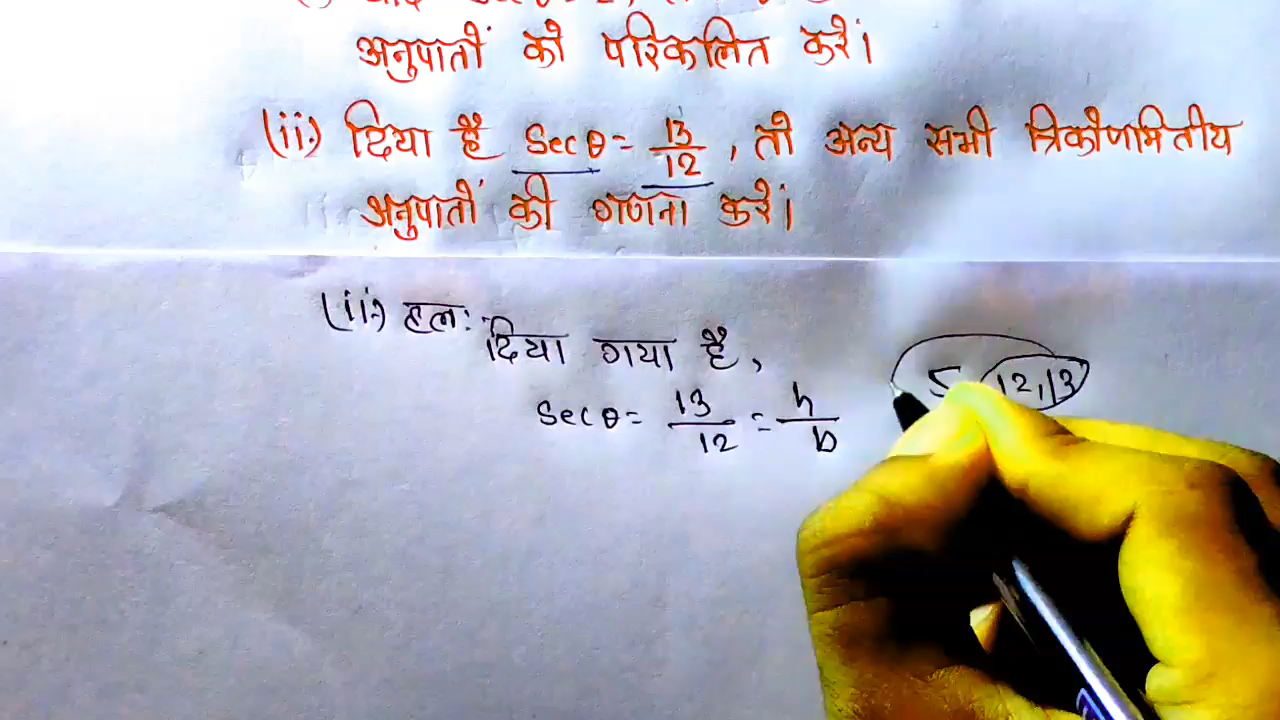 अनुपातों को परिकलित करें।
(ii) दिया है Sec θ = 13/12, तो अन्य सभी त्रिकोणमितीय
अनुपातों की गणना करें।
(ii) हल:-
दिया गया है,
5 12,13
Sec θ = 13/12 = h/b